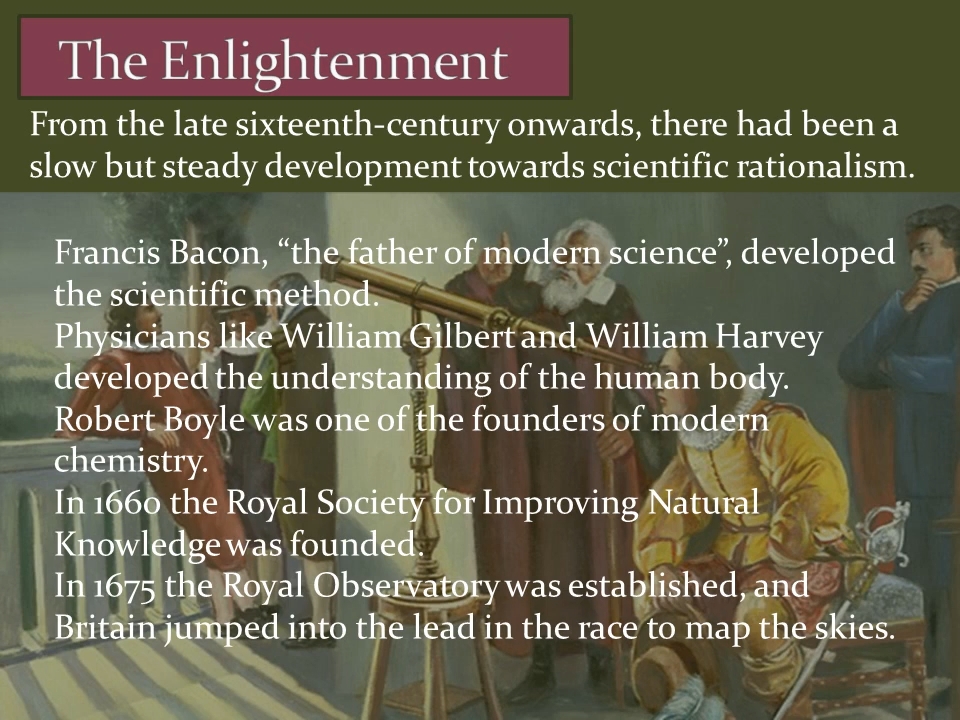 The Enlightenment
From the late sixteenth-century onwards, there had been a
slow but steady development towards scientific rationalism.
Francis Bacon, “the father of modern science”, developed
the scientific method.
Physicians like William Gilbert and William Harvey
developed the understanding of the human body.
Robert Boyle was one of the founders of modern
chemistry.
In 1660 the Royal Society for Improving Natural
Knowledge was founded.
In 1675 the Royal Observatory was established, and
Britain jumped into the lead in the race to map the skies.